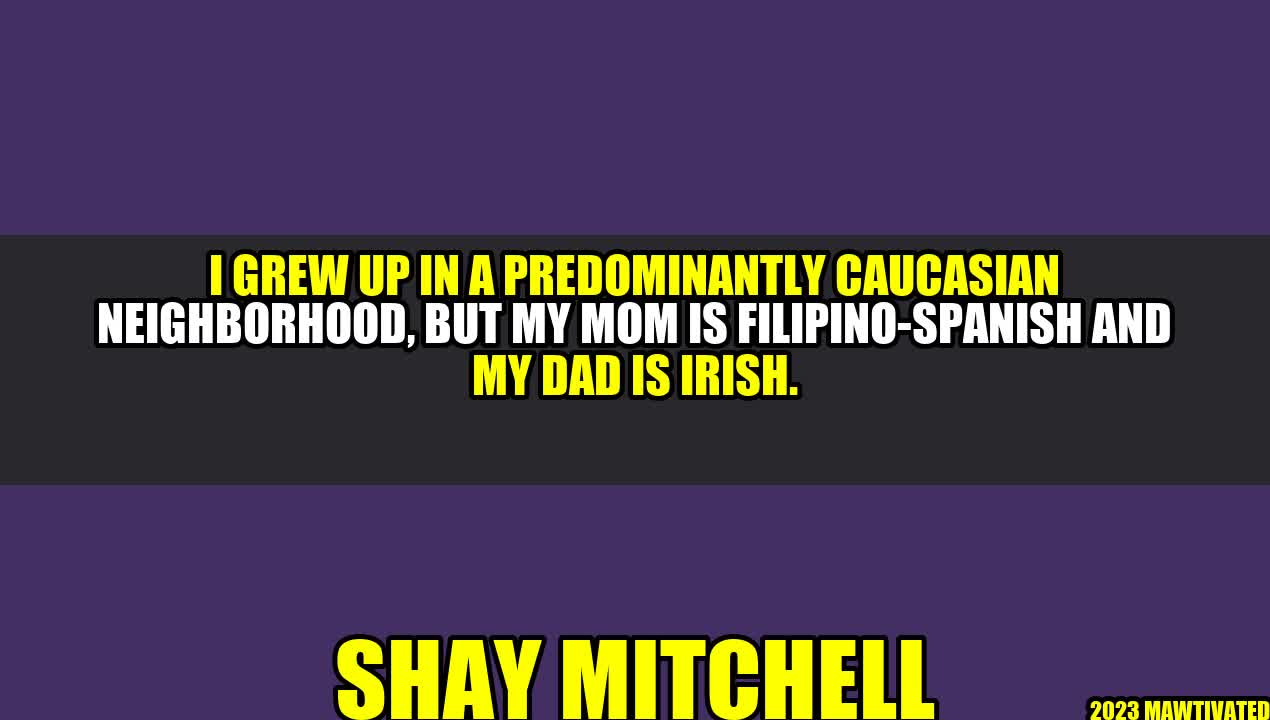 I GREW UP IN A PREDOMINANTLY CAUCASIAN
NEIGHBORHOOD, BUT MY MOM IS FILIPINO-SPANISH AND
MY DAD IS IRISH.
SHAY MITCHELL
2023 MAWTIVATED